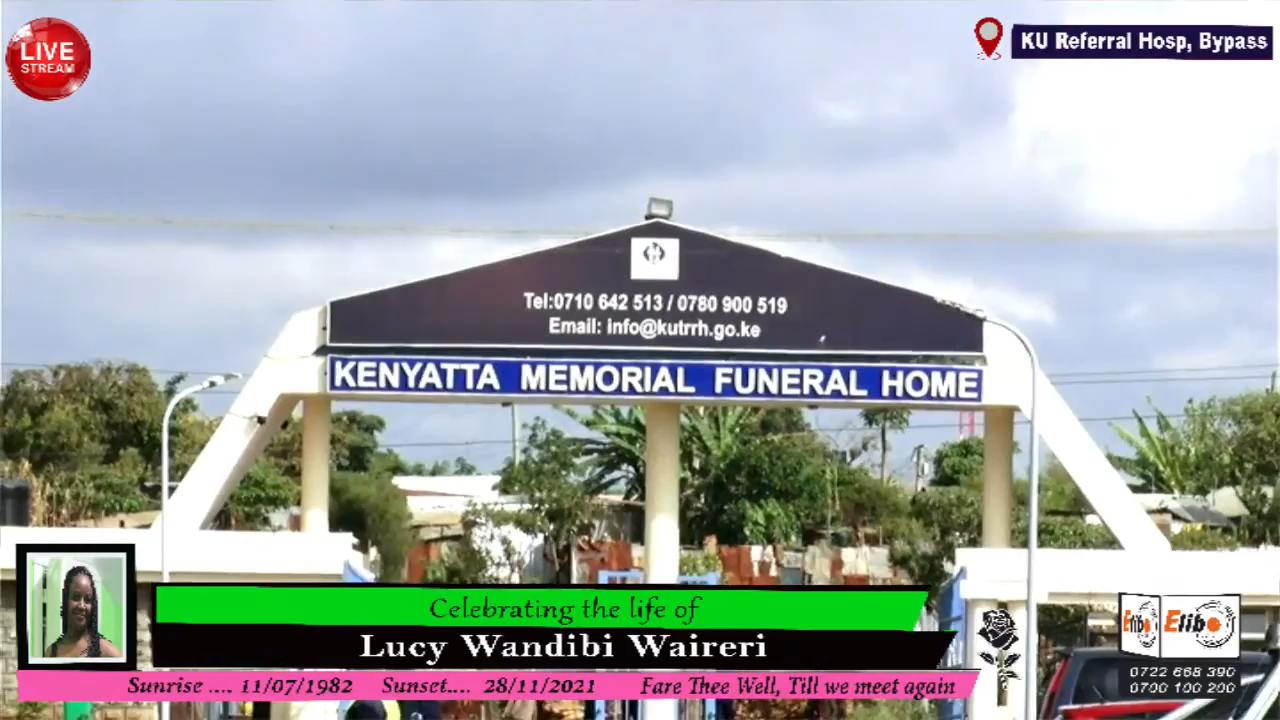 LIVE
STREAM
KU Referral Hosp, Bypass
Tel:0710 642 513 / 0780 900 519
Email: info@kutrrh.go.ke
KENYATTA MEMORIAL FUNERAL HOME
Celebrating the life of
Lucy Wandibi Waireri
Sunrise .... 11/07/1982 Sunset.... 28/11/2021 Fare Thee Well, Till we meet again
Elibo Elibo
0722 668 390
0700 100 200